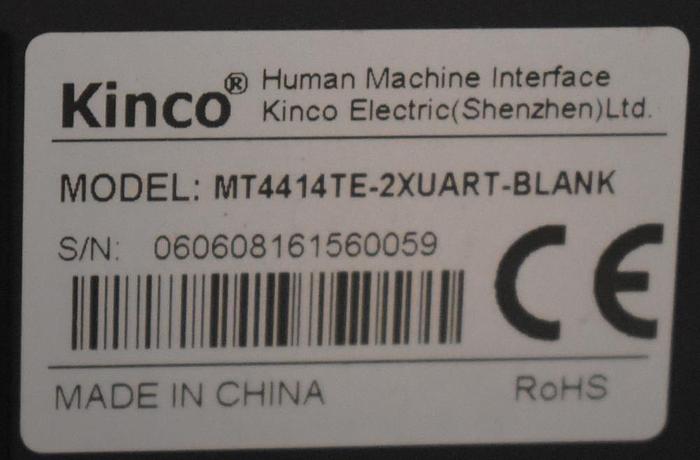 Kinco® Human Machine Interface
Kinco Electric(Shenzhen)Ltd.
MODEL: MT4414TE-2XUART-BLANK
S/N: 060608161560059
CE
MADE IN CHINA RoHS